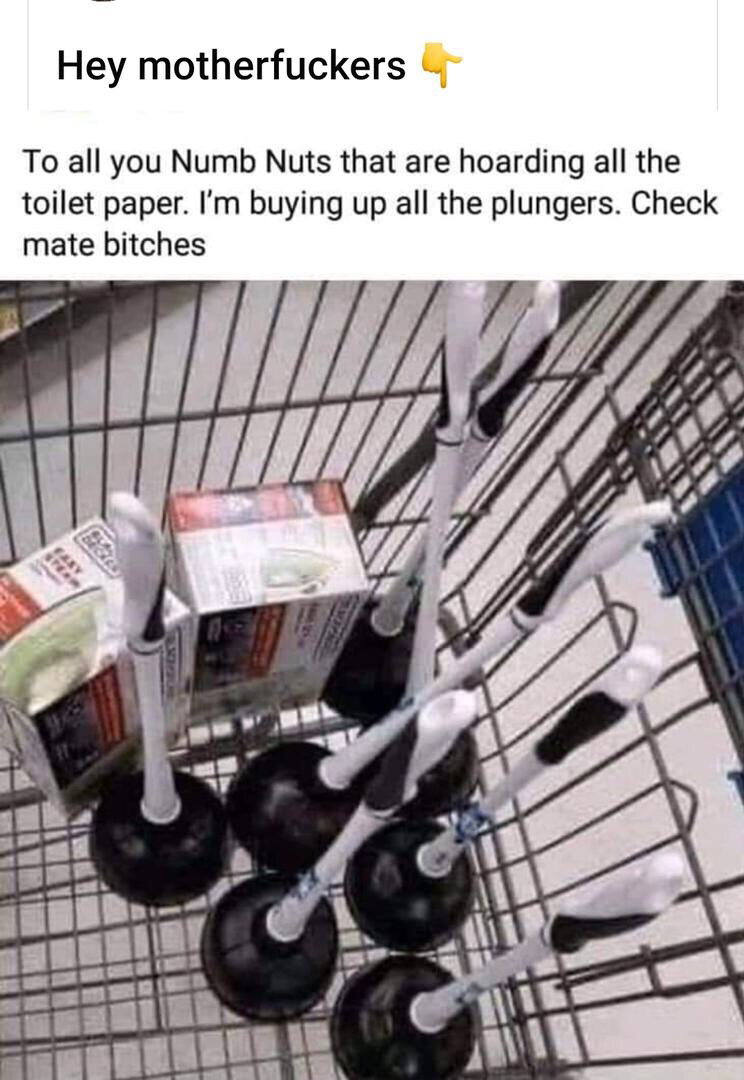 Hey motherfuckers 👇
To all you Numb Nuts that are hoarding all the
toilet paper. I'm buying up all the plungers. Check
mate bitches
EASY